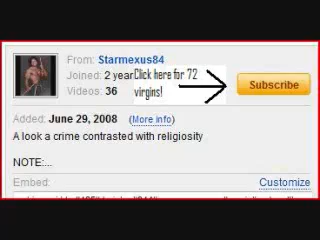 From: Starmexus84
Joined: 2 year
Click here for 72
virgins!
Videos: 36
Subscribe
Added: June 29, 2008 (More info)
A look a crime contrasted with religiosity
NOTE:...
Embed: Customize